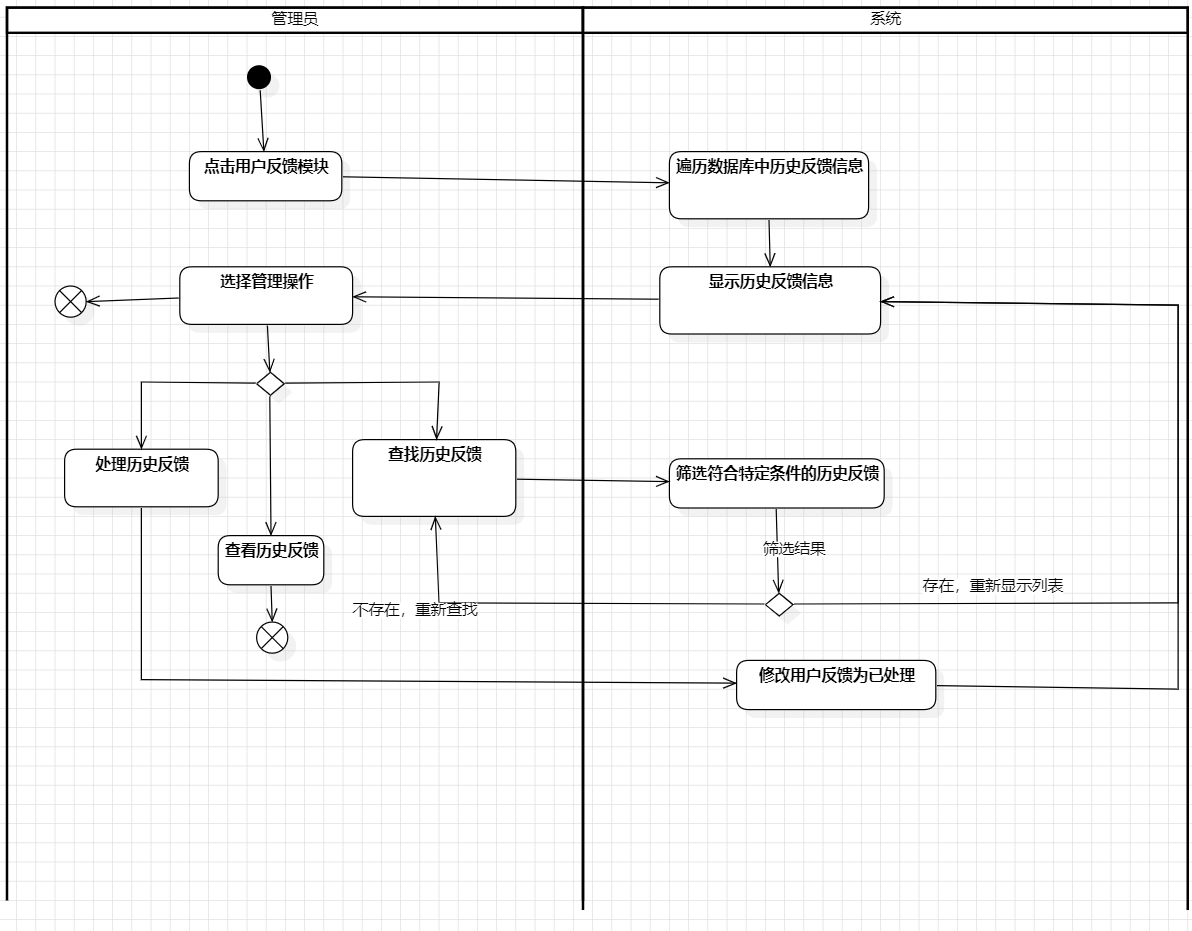 管理员
系统
点击用户反馈模块
遍历数据库中历史反馈信息
选择管理操作
显示历史反馈信息
处理历史反馈
查找历史反馈
筛选符合特定条件的历史反馈
查看历史反馈
筛选结果
存在，重新显示列表
不存在，重新查找
修改用户反馈为已处理